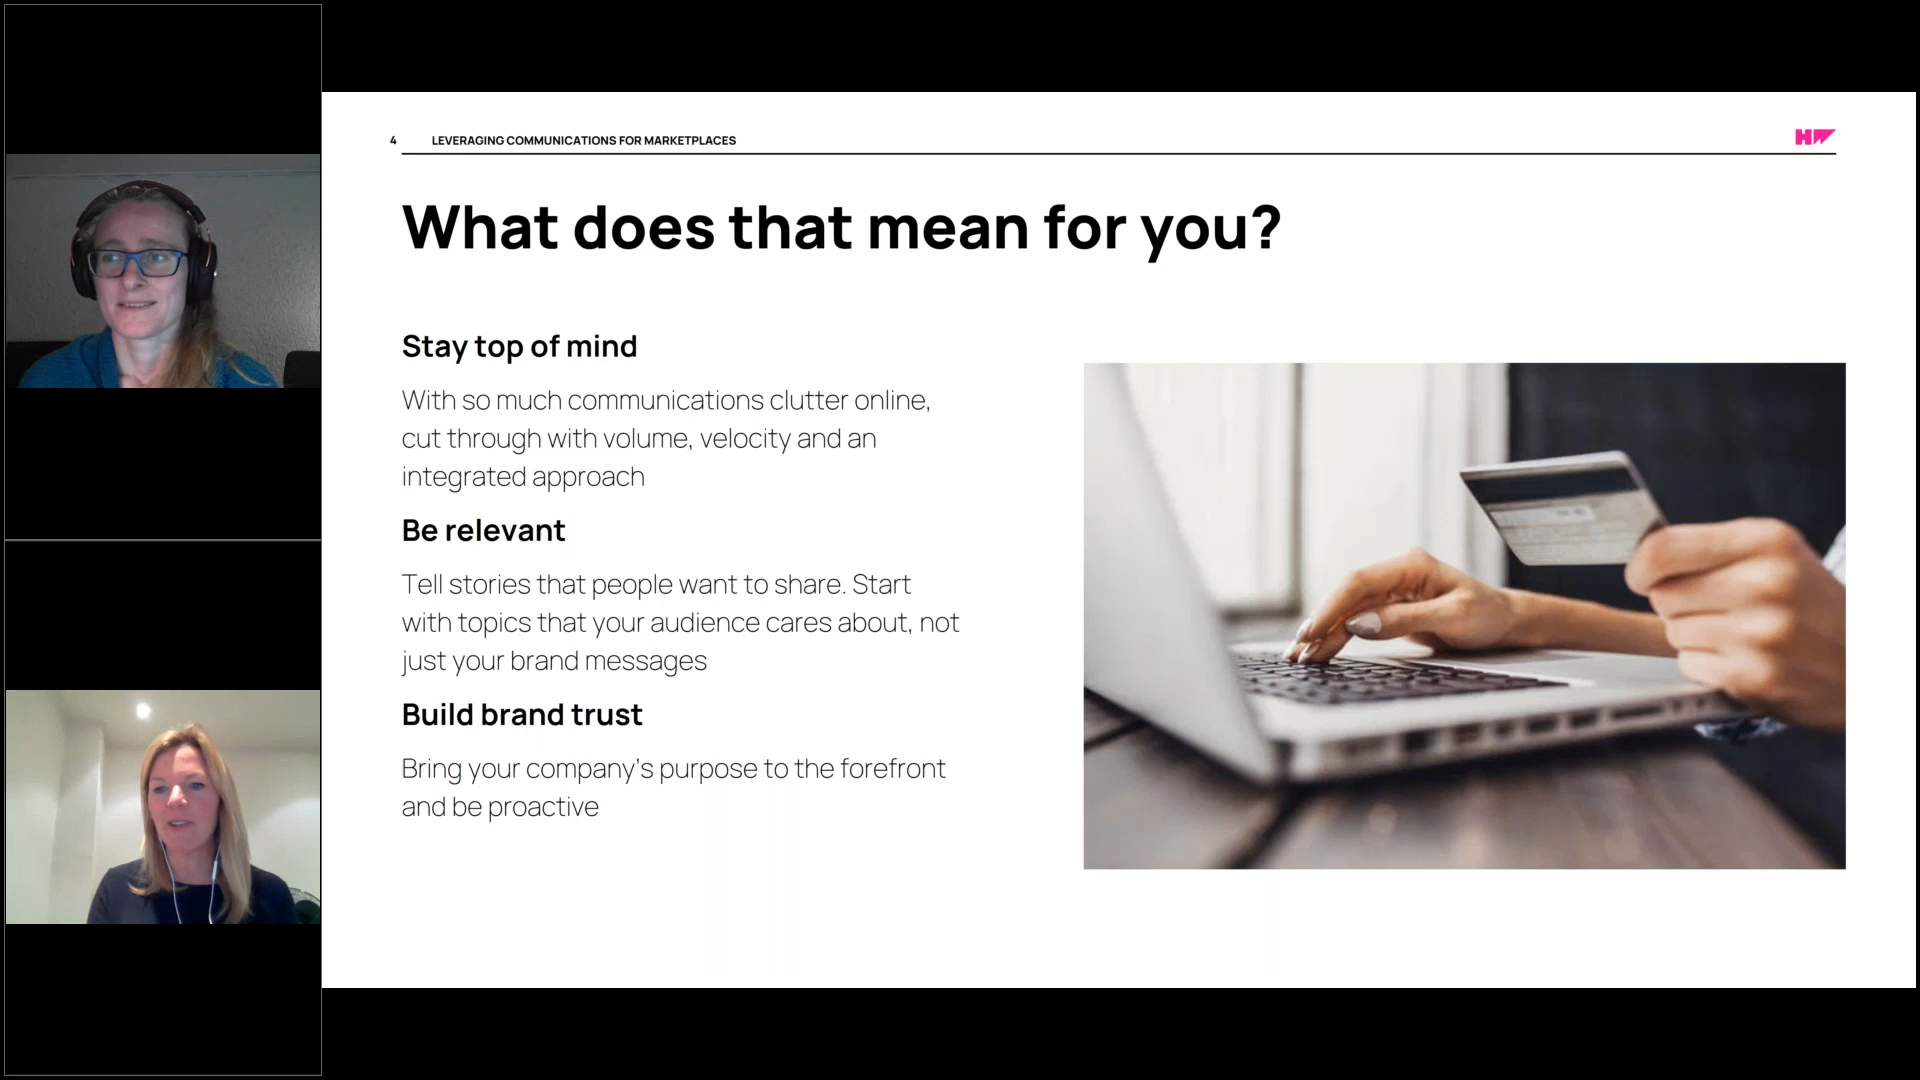 4 LEVERAGING COMMUNICATIONS FOR MARKETPLACES
HW
What does that mean for you?
Stay top of mind
With so much communications clutter online,
cut through with volume, velocity and an
integrated approach
Be relevant
Tell stories that people want to share. Start
with topics that your audience cares about, not
just your brand messages
Build brand trust
Bring your company’s purpose to the forefront
and be proactive